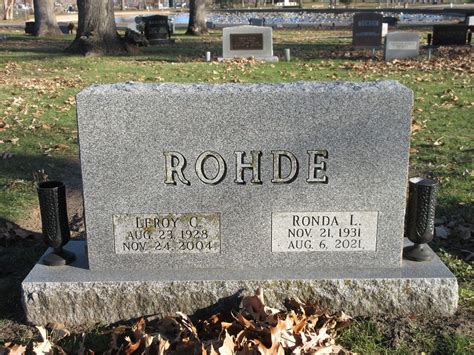 ROHDE
LEROY C.
AUG. 23, 1928
NOV. 24, 2004
RONDA L.
NOV. 21, 1931
AUG. 6, 2021